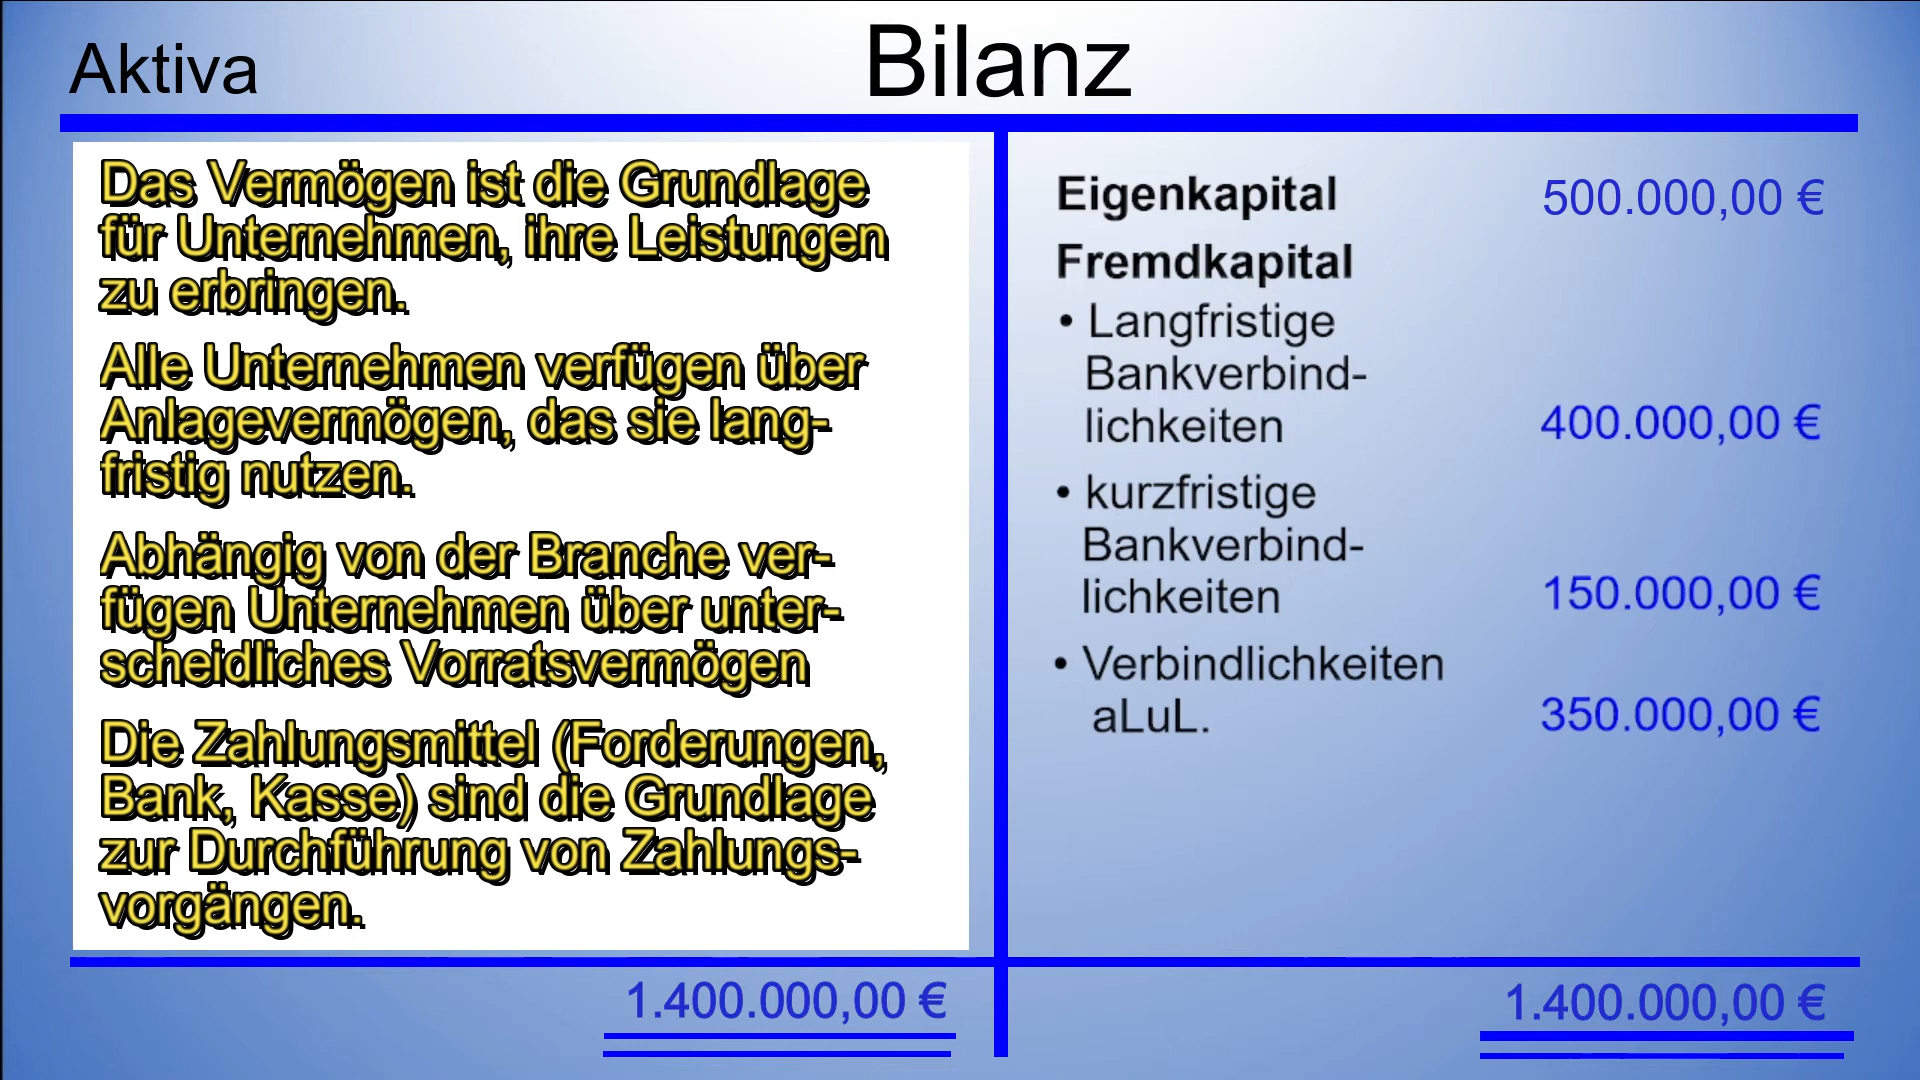 Aktiva
Bilanz
Das Vermögen ist die Grundlage
für Unternehmen, ihre Leistungen
zu erbringen.
Alle Unternehmen verfügen über
Anlagevermögen, das sie lang-
fristig nutzen.
Abhängig von der Branche ver-
fügen Unternehmen über unter-
scheidliches Vorratsvermögen
Die Zahlungsmittel (Forderungen,
Bank, Kasse) sind die Grundlage
zur Durchführung von Zahlungs-
vorgängen.
1.400.000,00 €
Eigenkapital 500.000,00 €
Fremdkapital
• Langfristige
Bankverbind-
lichkeiten 400.000,00 €
• kurzfristige
Bankverbind-
lichkeiten 150.000,00 €
• Verbindlichkeiten
aLuL. 350.000,00 €
1.400.000,00 €